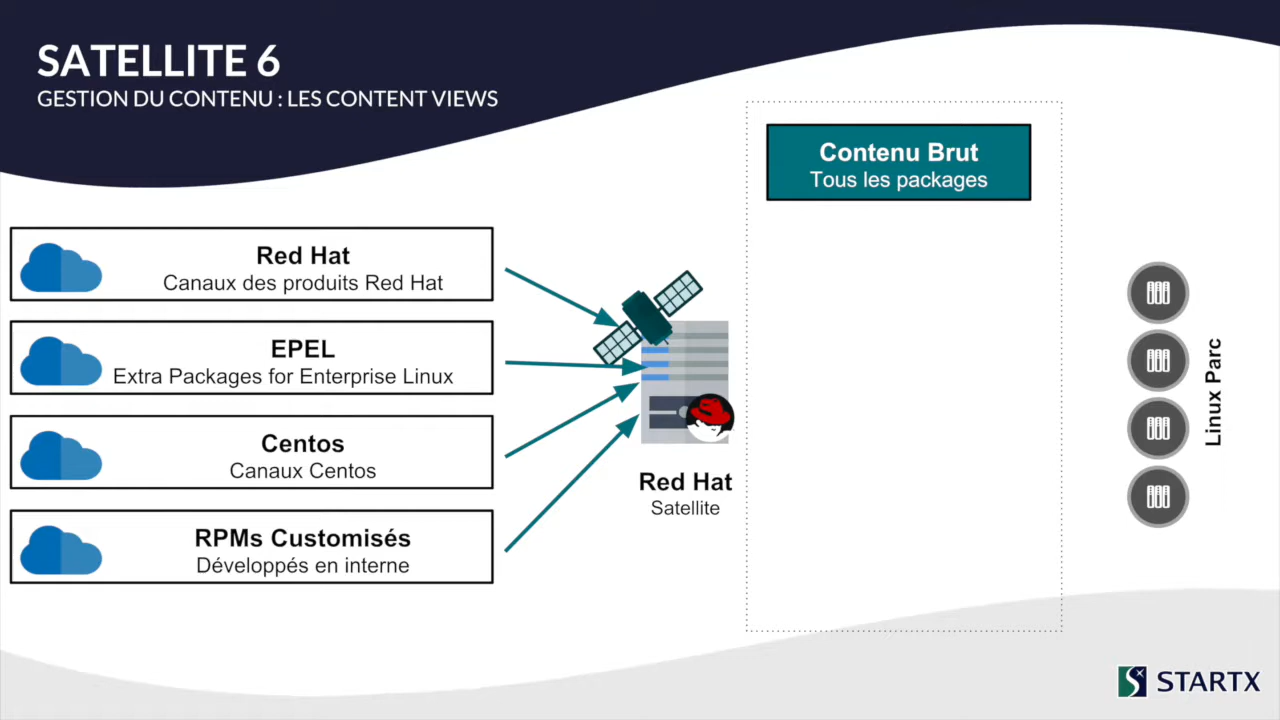 SATELLITE 6
GESTION DU CONTENU : LES CONTENT VIEWS
Contenu Brut
Tous les packages
Red Hat
Canaux des produits Red Hat
EPEL
Extra Packages for Enterprise Linux
Centos
Canaux Centos
RPMs Customisés
Développés en interne
Red Hat
Satellite
Linux Parc
STARTX